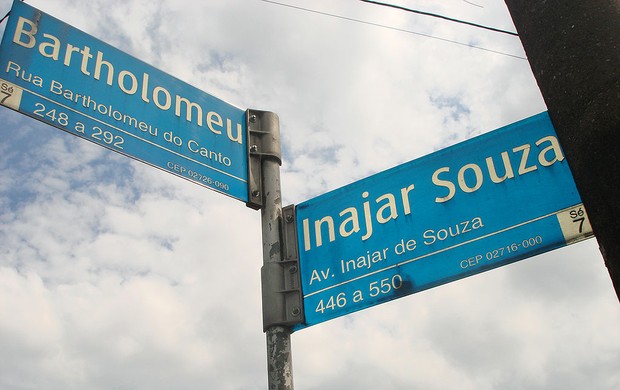 Bartholomeu
Rua Bartholomeu do Canto
Sé
7
248 a 292
CEP 02726-090
Inajar Souza
Av. Inajar de Souza
Sé
7
446 a 550
CEP 02716-000